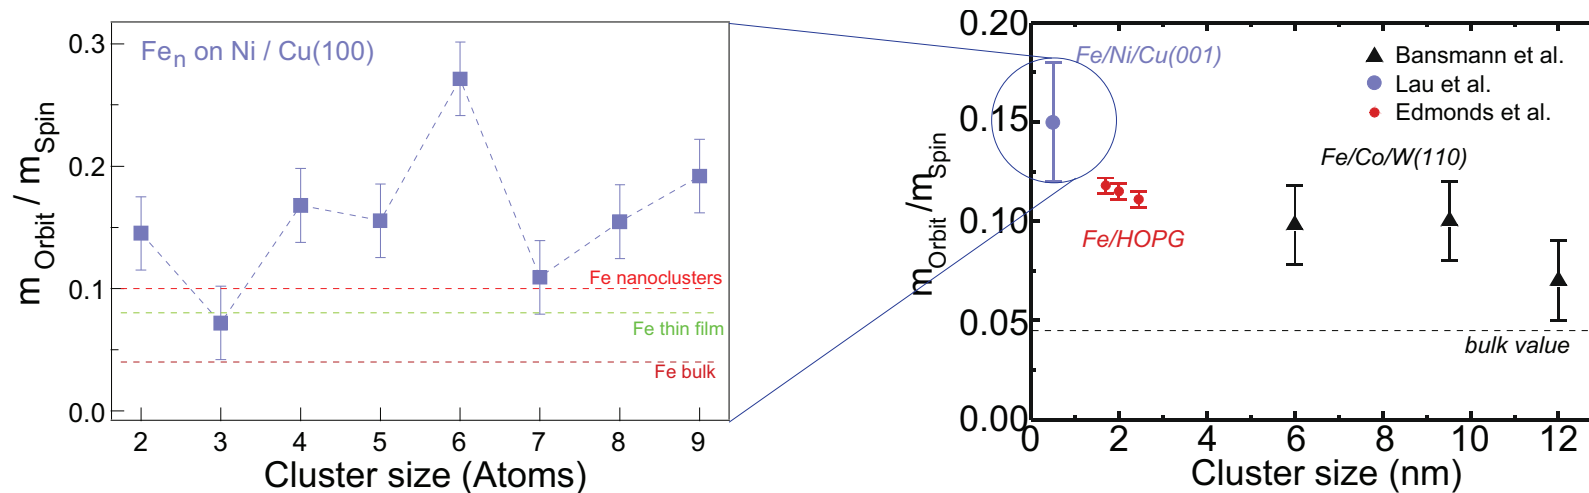 Fen on Ni / Cu(100)
m Orbit / m Spin
0.3
0.2
0.1
0.0
Fe nanoclusters
Fe thin film
Fe bulk
2 3 4 5 6 7 8 9
Cluster size (Atoms)
mOrbit /mSpin
0.20
0.15
0.10
0.05
0.00
Fe/Ni/Cu(001)
Bansmann et al.
Lau et al.
Edmonds et al.
Fe/Co/W(110)
Fe/HOPG
bulk value
0 2 4 6 8 10 12
Cluster size (nm)